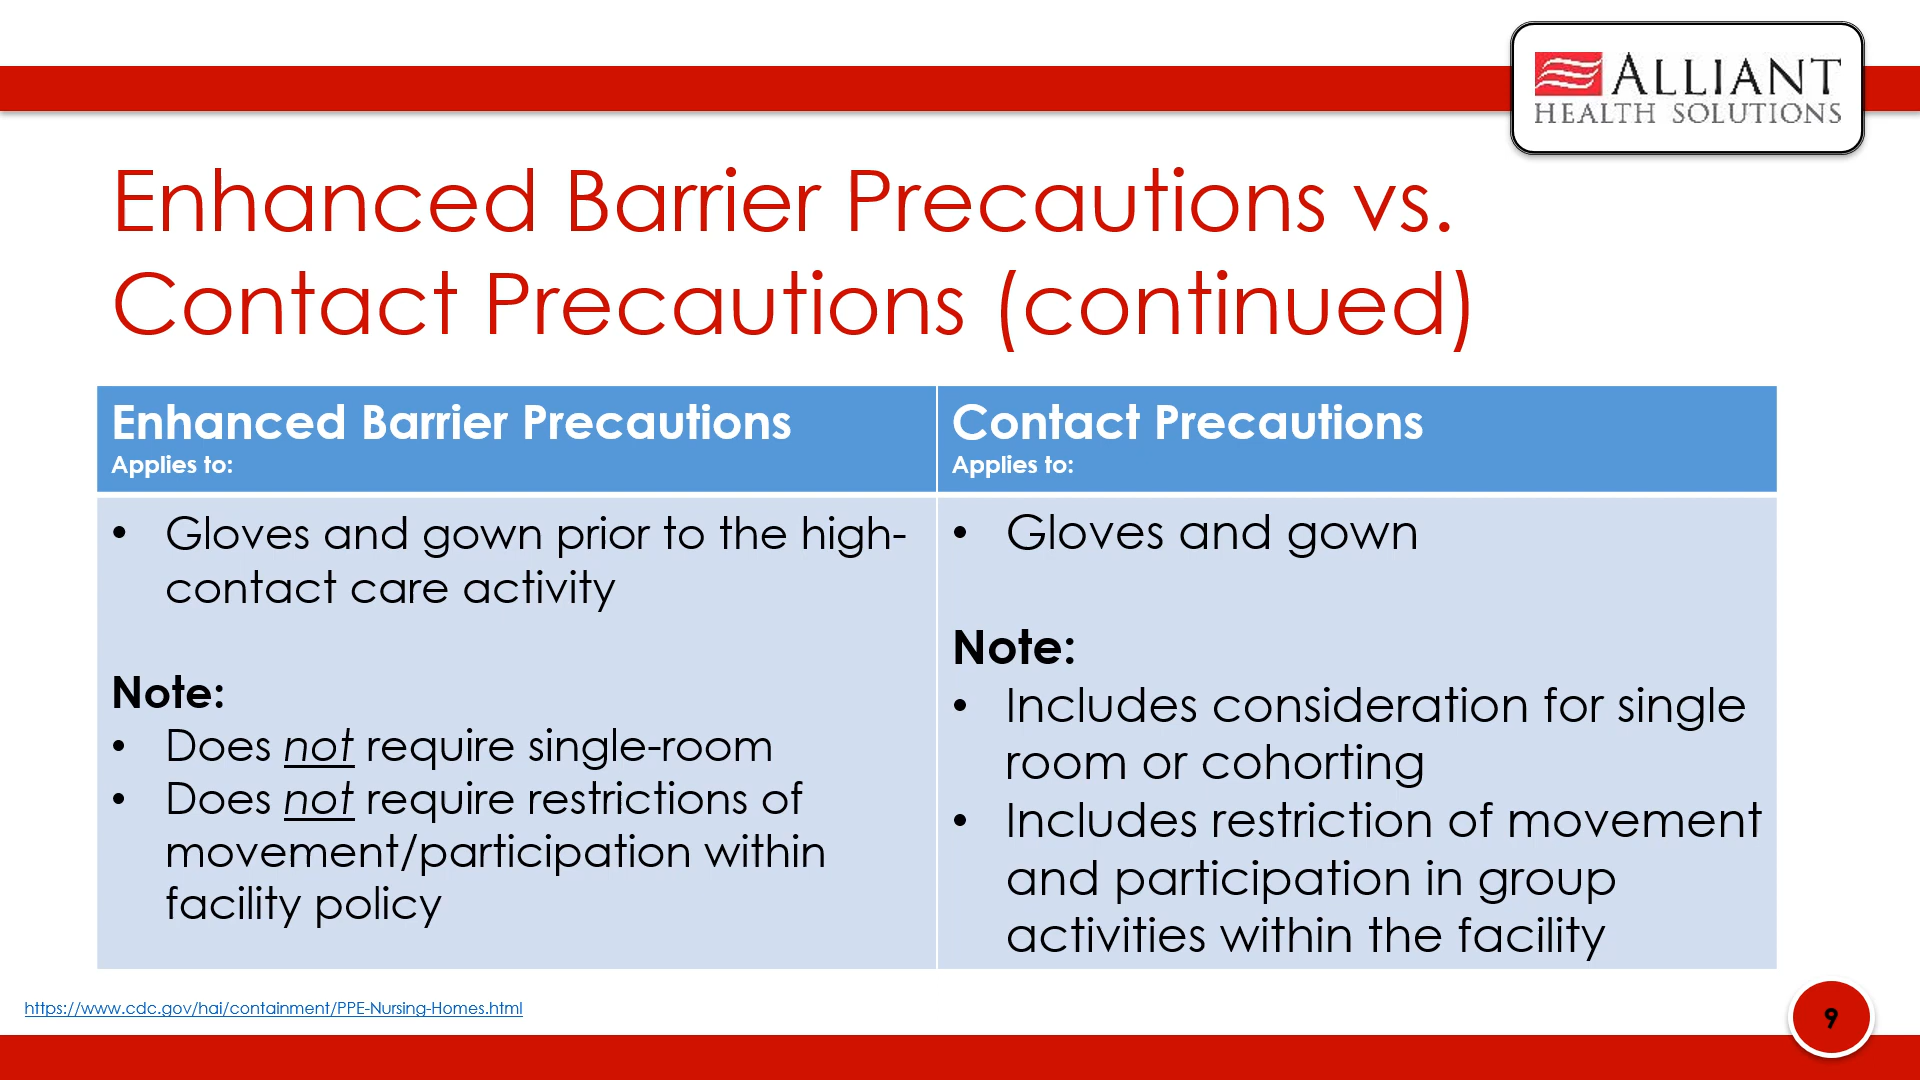 ALLIANT
HEALTH SOLUTIONS
Enhanced Barrier Precautions vs.
Contact Precautions (continued)
Enhanced Barrier Precautions
Applies to:
• Gloves and gown prior to the high-
contact care activity
Note:
• Does not require single-room
• Does not require restrictions of
movement/participation within
facility policy
Contact Precautions
Applies to:
• Gloves and gown
Note:
• Includes consideration for single
room or cohorting
• Includes restriction of movement
and participation in group
activities within the facility
https://www.cdc.gov/hai/containment/PPE-Nursing-Homes.html
9